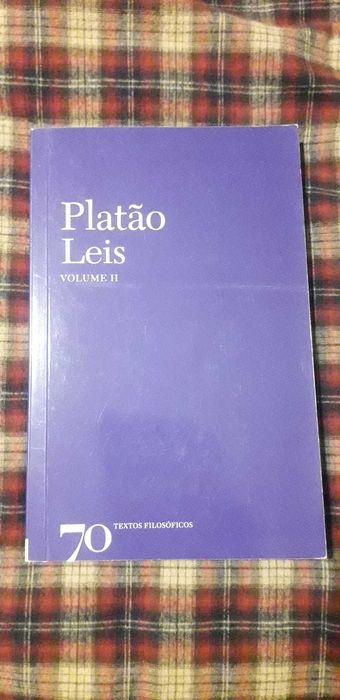 Platão
Leis
VOLUME II
70 TEXTOS FILOSÓFICOS